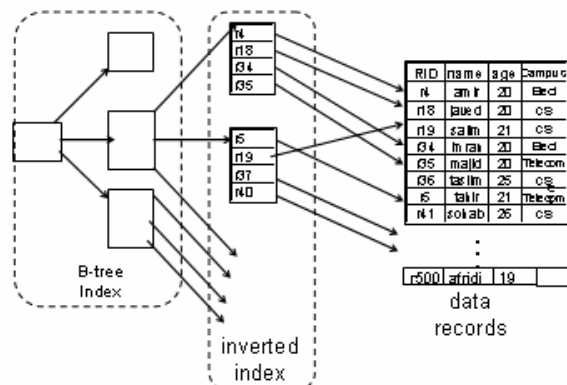 r4
r18
r34
r35
r5
r19
r37
r40
RID name age Campus
r4 amir 20 Elect
r18 javed 20 CS
r19 salim 21 CS
r34 imran 20 Elect
r35 majid 20 Telecom
r36 taslim 25 CS
r5 tahir 21 Telecom
r41 sohab 26 CS
r500 afridi 19
B-tree
Index
inverted
index
data
records